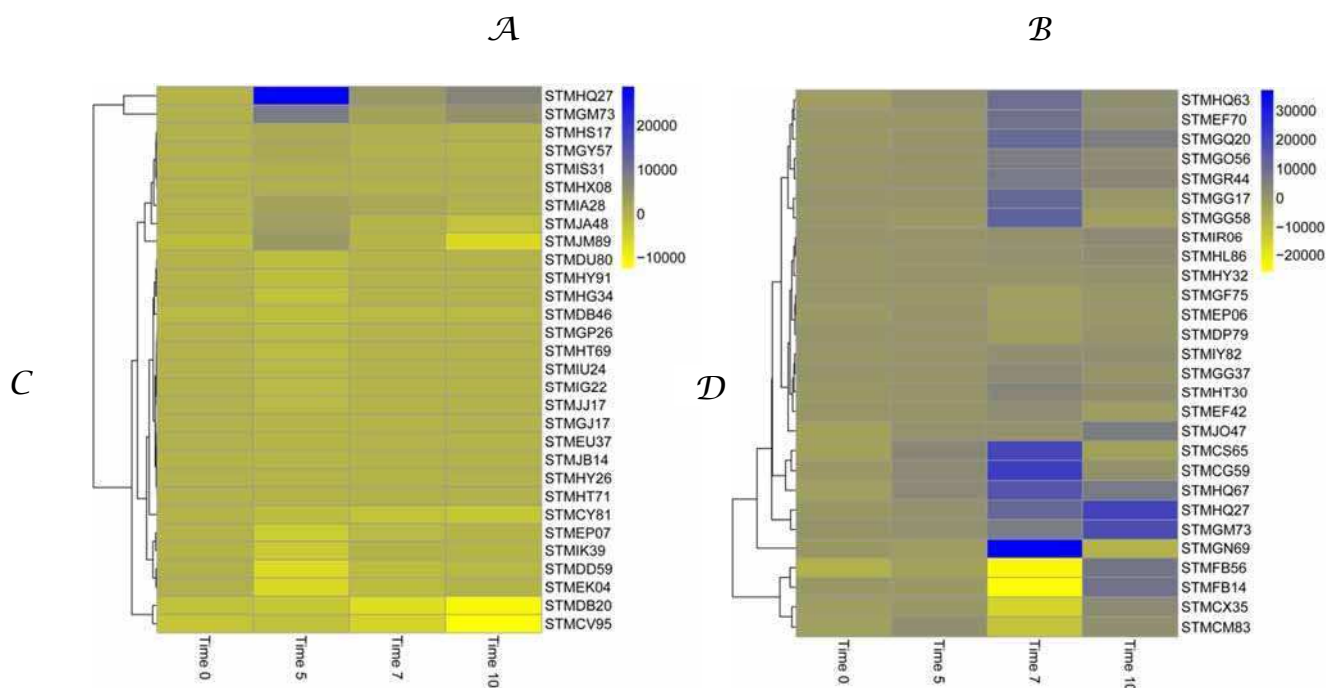 A
B
C
STMHQ27
STMGM73
STMHS17
STMGY57
STMIS31
STMHX08
STMIA28
STMJA48
STMJM89
STMDU80
STMHY91
STMHG34
STMDB46
STMGP26
STMHT69
STMIU24
STMIG22
STMJJ17
STMGJ17
STMEU37
STMJB14
STMHY26
STMHT71
STMCY81
STMEP07
STMIK39
STMDD59
STMEK04
STMDB20
STMCV95
20000
10000
0
−10000
Time 0
Time 5
Time 7
Time 10
D
STMHQ63
STMEF70
STMGQ20
STMGO56
STMGR44
STMGG17
STMGG58
STMIR06
STMHL86
STMHY32
STMGF75
STMEP06
STMDP79
STMIY82
STMGG37
STMHT30
STMEF42
STMJO47
STMCS65
STMCG59
STMHQ67
STMHQ27
STMGM73
STMGN69
STMFB56
STMFB14
STMCX35
STMCM83
30000
20000
10000
0
−10000
−20000
Time 0
Time 5
Time 7
Time 10